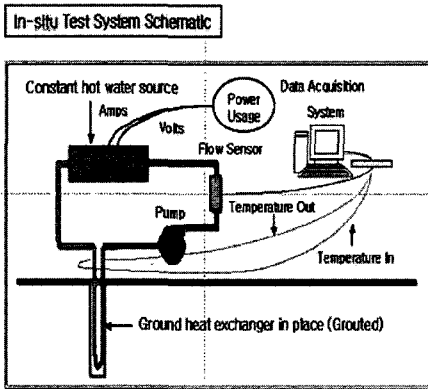 In-situ Test System Schematic
Constant hot water source
Amps
Volts
Power
Usage
Data Acquisition
System
Flow Sensor
Pump
Temperature Out
Temperature In
Ground heat exchanger in place (Grouted)